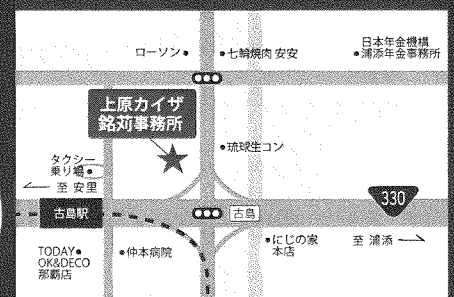 ローソン
七輪焼肉 安安
日本年金機構
浦添年金事務所
上原カイザ
銘苅事務所
琉球生コン
タクシー
乗り場
至 安里
330
古島駅
古島
至 浦添
にじの家
本店
TODAY
OK&DECO
那覇店
仲本病院